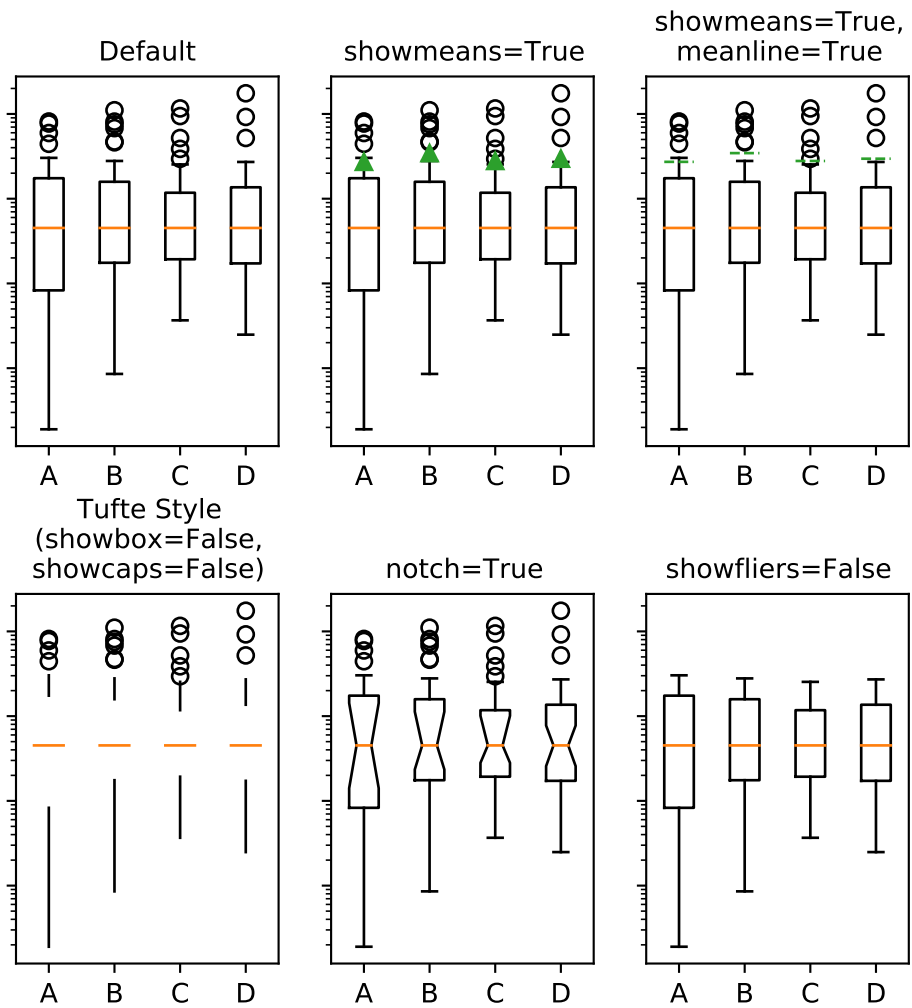 Default
showmeans=True
showmeans=True,
meanline=True
A B C D
A B C D
A B C D
Tufte Style
(showbox=False,
showcaps=False)
notch=True
showfliers=False
A B C D
A B C D
A B C D